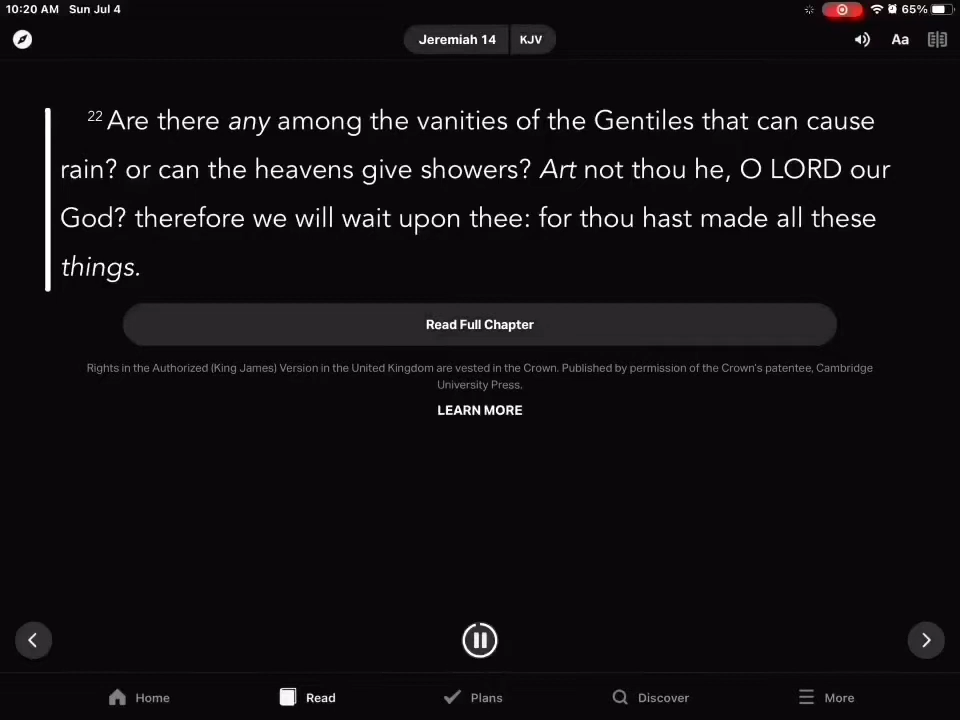 10:20 AM Sun Jul 4 65%
Jeremiah 14 KJV Aa
22 Are there any among the vanities of the Gentiles that can cause
rain? or can the heavens give showers? Art not thou he, O LORD our
God? therefore we will wait upon thee: for thou hast made all these
things.
Read Full Chapter
Rights in the Authorized (King James) Version in the United Kingdom are vested in the Crown. Published by permission of the Crown's patentee, Cambridge
University Press.
LEARN MORE
Home Read Plans Discover More